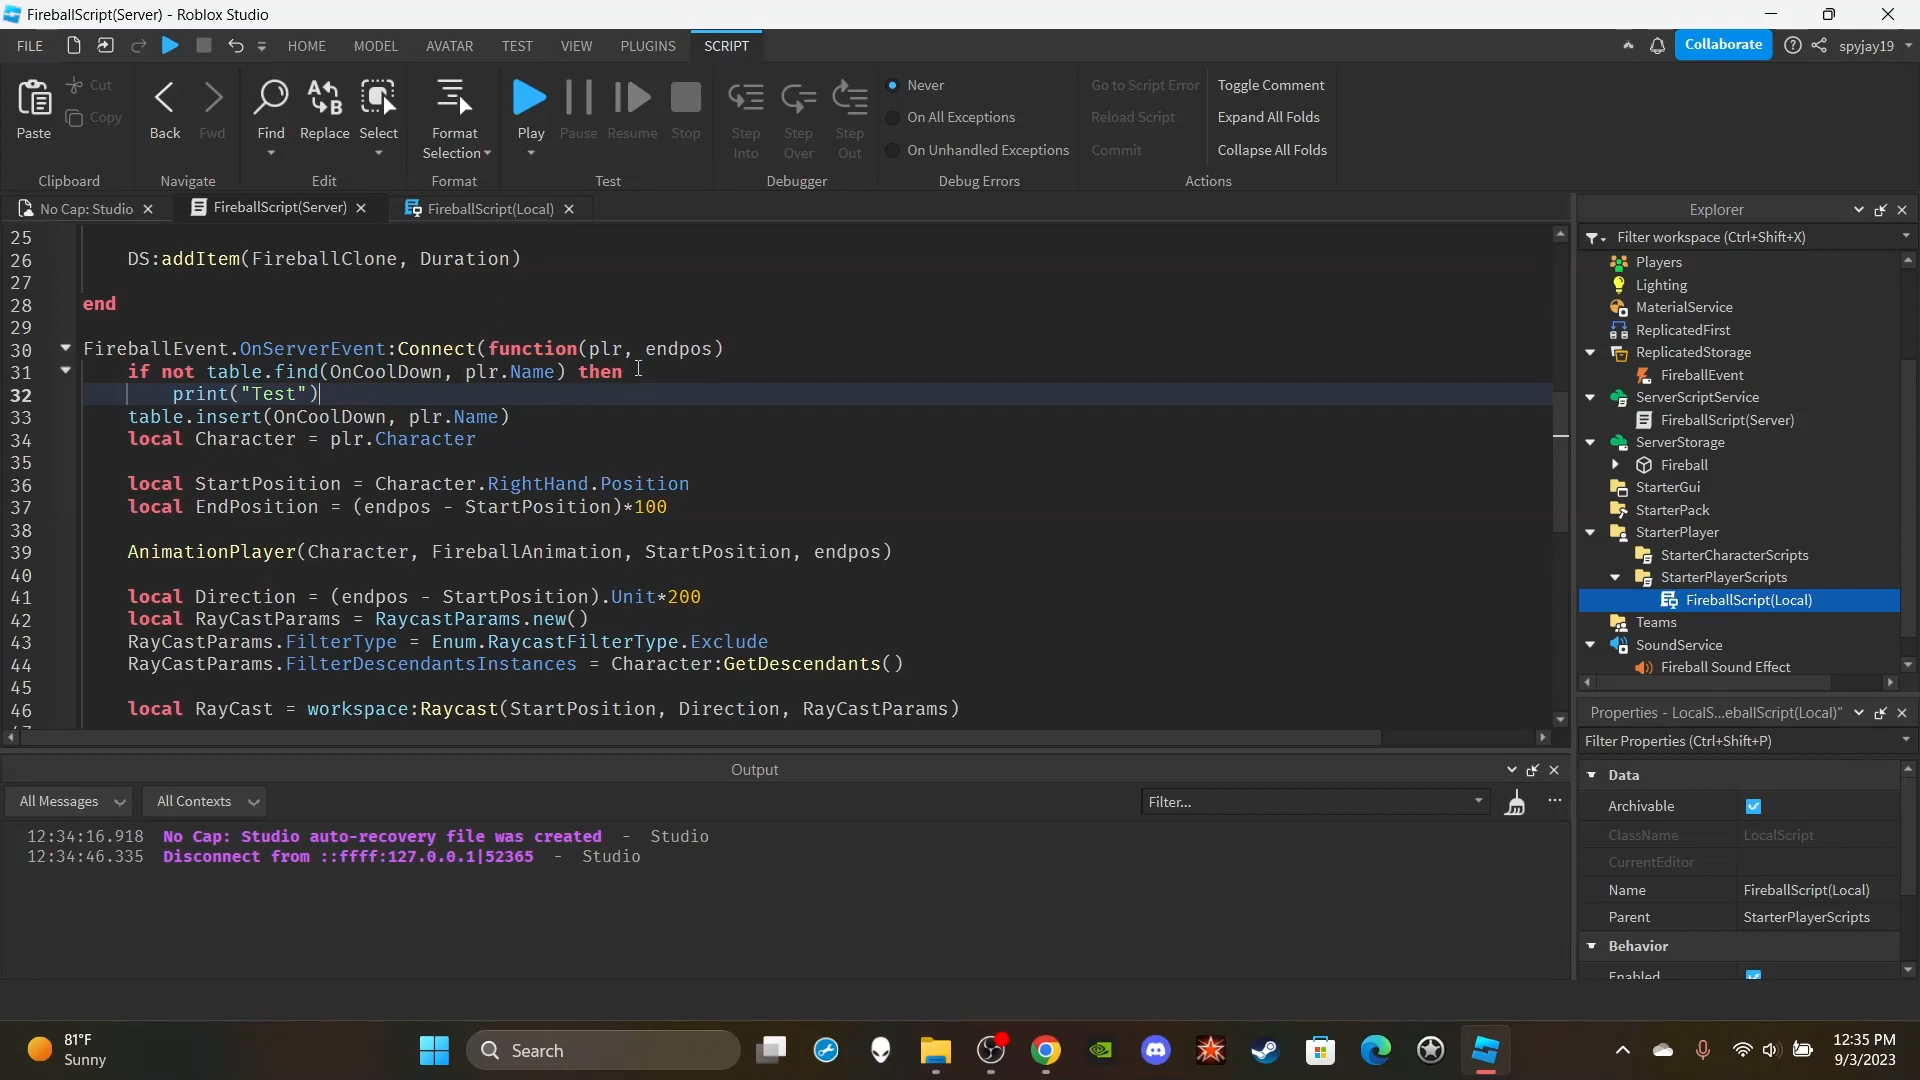 FireballScript(Server) - Roblox Studio
FILE HOME MODEL AVATAR TEST VIEW PLUGINS SCRIPT Collaborate spyjay19
Paste Cut Copy Back Fwd Find Replace Select Format Selection Play Pause Resume Stop Step Into Step Over Step Out
Never Go to Script Error Toggle Comment
On All Exceptions Reload Script Expand All Folds
On Unhandled Exceptions Commit Collapse All Folds
Clipboard Navigate Edit Format Test Debugger Debug Errors Actions
No Cap: Studio FireballScript(Server) FireballScript(Local)
25
26 DS:addItem(FireballClone, Duration)
27
28 end
29
30 FireballEvent.OnServerEvent:Connect(function(plr, endpos)
31 if not table.find(OnCoolDown, plr.Name) then
32 print("Test")
33 table.insert(OnCoolDown, plr.Name)
34 local Character = plr.Character
35
36 local StartPosition = Character.RightHand.Position
37 local EndPosition = (endpos - StartPosition)*100
38
39 AnimationPlayer(Character, FireballAnimation, StartPosition, endpos)
40
41 local Direction = (endpos - StartPosition).Unit*200
42 local RayCastParams = RaycastParams.new()
43 RayCastParams.FilterType = Enum.RaycastFilterType.Exclude
44 RayCastParams.FilterDescendantsInstances = Character:GetDescendants()
45
46 local RayCast = workspace:Raycast(StartPosition, Direction, RayCastParams)
Explorer
Filter workspace (Ctrl+Shift+X)
Players
Lighting
MaterialService
ReplicatedFirst
ReplicatedStorage
FireballEvent
ServerScriptService
FireballScript(Server)
ServerStorage
Fireball
StarterGui
StarterPack
StarterPlayer
StarterCharacterScripts
StarterPlayerScripts
FireballScript(Local)
Teams
SoundService
Fireball Sound Effect
Properties - LocalS...eballScript(Local)"
Filter Properties (Ctrl+Shift+P)
Data
Archivable
ClassName LocalScript
CurrentEditor
Name FireballScript(Local)
Parent StarterPlayerScripts
Behavior
Enabled
Output
All Messages All Contexts Filter...
12:34:16.918 No Cap: Studio auto-recovery file was created - Studio
12:34:46.335 Disconnect from ::ffff:127.0.0.1|52365 - Studio
81°F
Sunny
Search
12:35 PM
9/3/2023